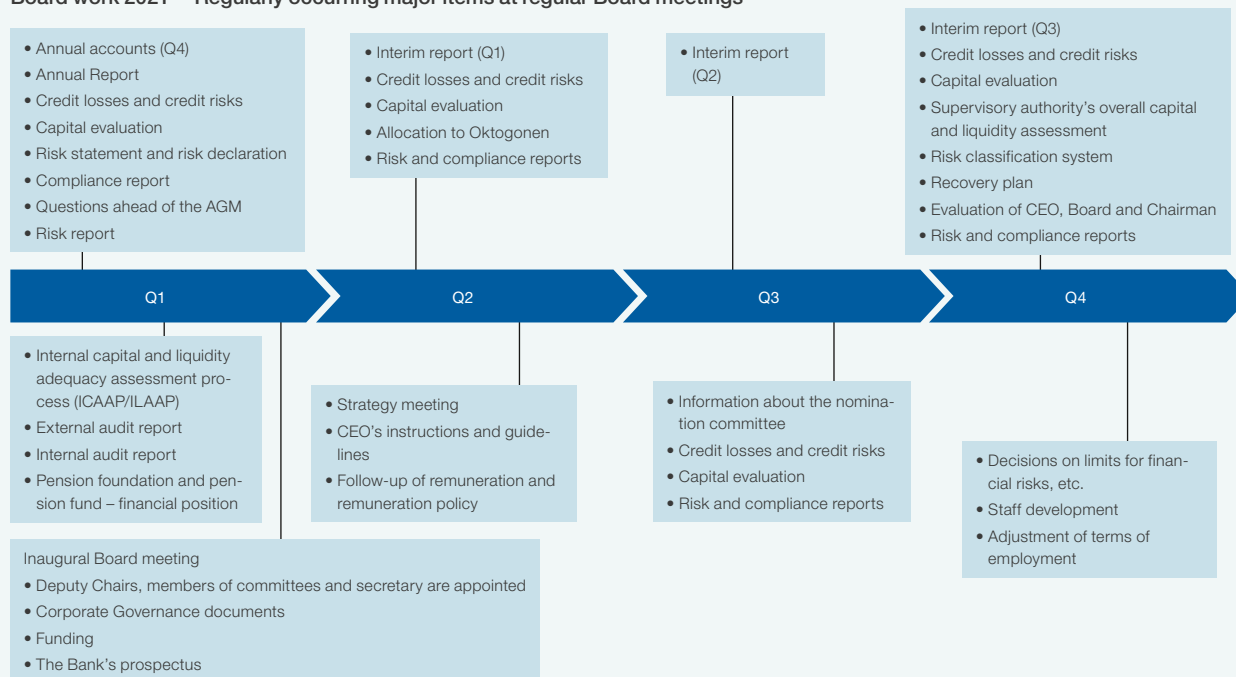 Board work 2021 – Regularly occurring major items at regular Board meetings
• Annual accounts (Q4)
• Annual Report
• Credit losses and credit risks
• Capital evaluation
• Risk statement and risk declaration
• Compliance report
• Questions ahead of the AGM
• Risk report
• Interim report (Q1)
• Credit losses and credit risks
• Capital evaluation
• Allocation to Oktogonen
• Risk and compliance reports
• Interim report
(Q2)
• Interim report (Q3)
• Credit losses and credit risks
• Capital evaluation
• Supervisory authority’s overall capital
and liquidity assessment
• Risk classification system
• Recovery plan
• Evaluation of CEO, Board and Chairman
• Risk and compliance reports
Q1
Q2
Q3
Q4
• Internal capital and liquidity
adequacy assessment pro-
cess (ICAAP/ILAAP)
• External audit report
• Internal audit report
• Pension foundation and pen-
sion fund – financial position
• Strategy meeting
• CEO’s instructions and guide-
lines
• Follow-up of remuneration and
remuneration policy
• Information about the nomina-
tion committee
• Credit losses and credit risks
• Capital evaluation
• Risk and compliance reports
• Decisions on limits for finan-
cial risks, etc.
• Staff development
• Adjustment of terms of
employment
Inaugural Board meeting
• Deputy Chairs, members of committees and secretary are appointed
• Corporate Governance documents
• Funding
• The Bank’s prospectus